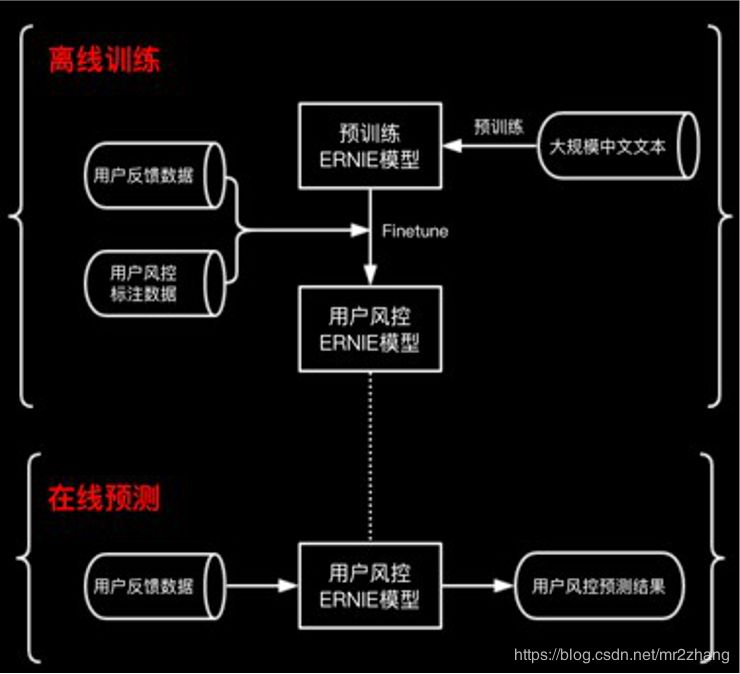 离线训练
预训练
ERNIE模型
预训练
大规模中文文本
用户反馈数据
用户风控
标注数据
Finetune
用户风控
ERNIE模型
在线预测
用户反馈数据
用户风控
ERNIE模型
用户风控预测结果
https://blog.csdn.net/mr2zhang